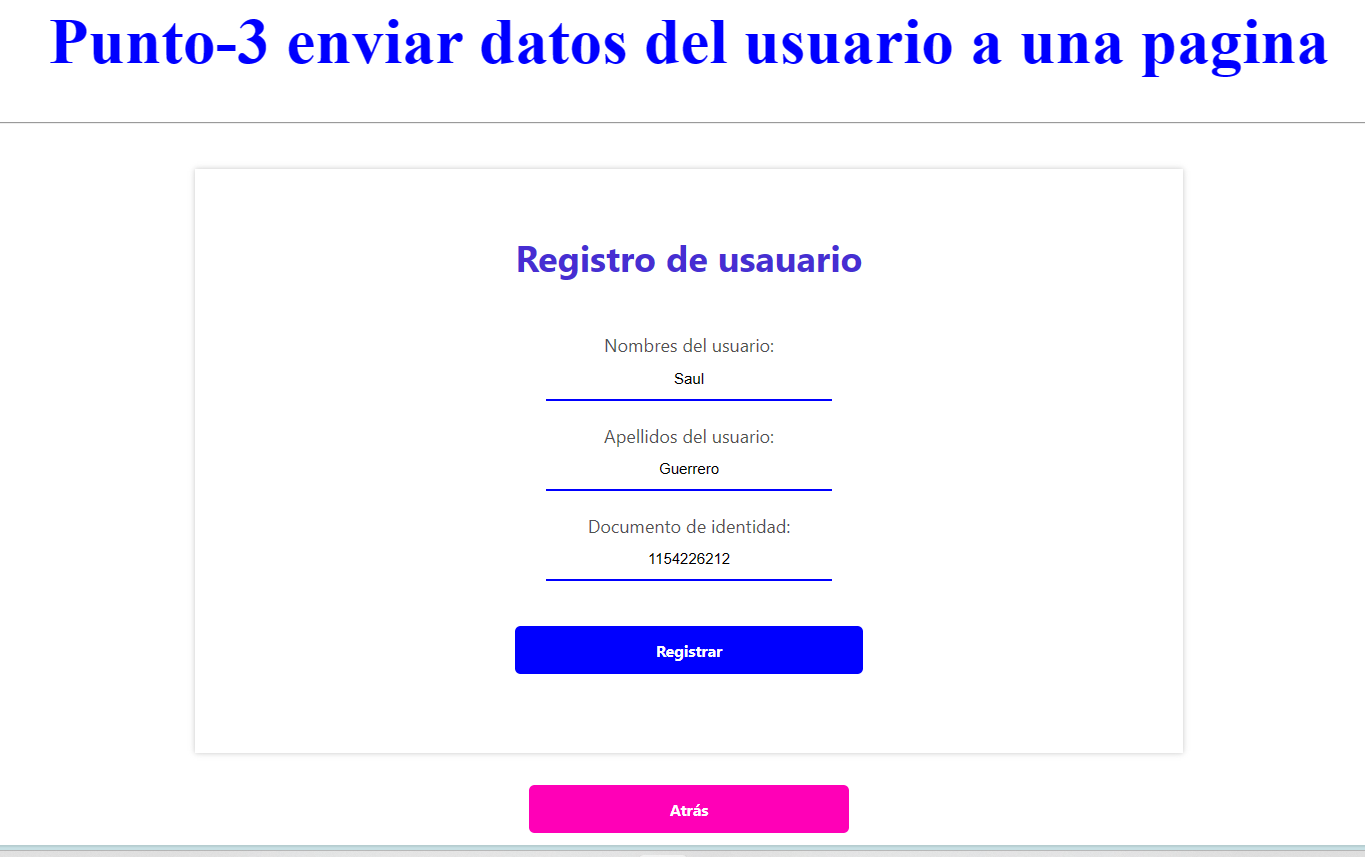 Punto-3 enviar datos del usuario a una pagina
Registro de usauario
Nombres del usuario:
Saul
Apellidos del usuario:
Guerrero
Documento de identidad:
1154226212
Registrar
Atrás